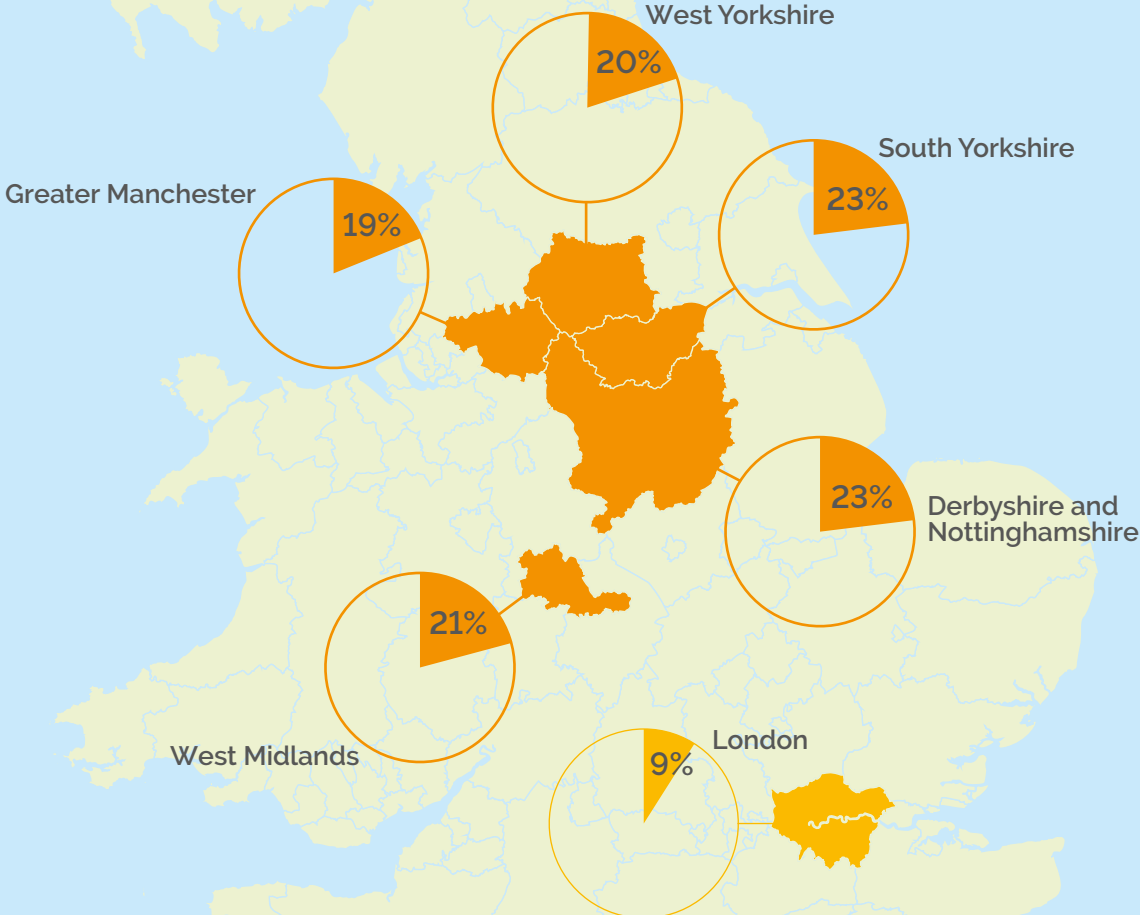 West Yorkshire
20%
South Yorkshire
23%
Greater Manchester
19%
23%
Derbyshire and
Nottinghamshire
21%
West Midlands
London
9%